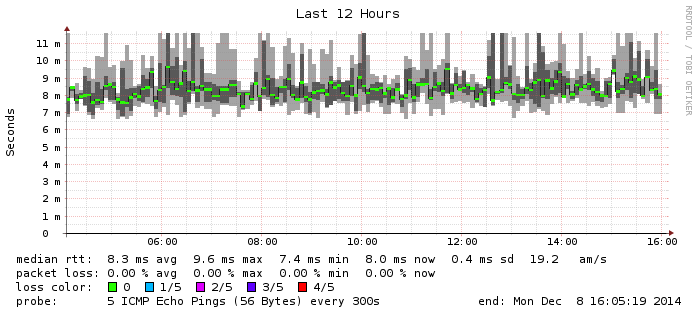 Last 12 Hours
RRDTOOL / TOBI OETIKER
Seconds
11 m
10 m
9 m
8 m
7 m
6 m
5 m
4 m
3 m
2 m
1 m
0
06:00 08:00 10:00 12:00 14:00 16:00
median rtt: 8.3 ms avg 9.6 ms max 7.4 ms min 8.0 ms now 0.4 ms sd 19.2 am/s
packet loss: 0.00 % avg 0.00 % max 0.00 % min 0.00 % now
loss color: 0 1/5 2/5 3/5 4/5
probe: 5 ICMP Echo Pings (56 Bytes) every 300s end: Mon Dec 8 16:05:19 2014